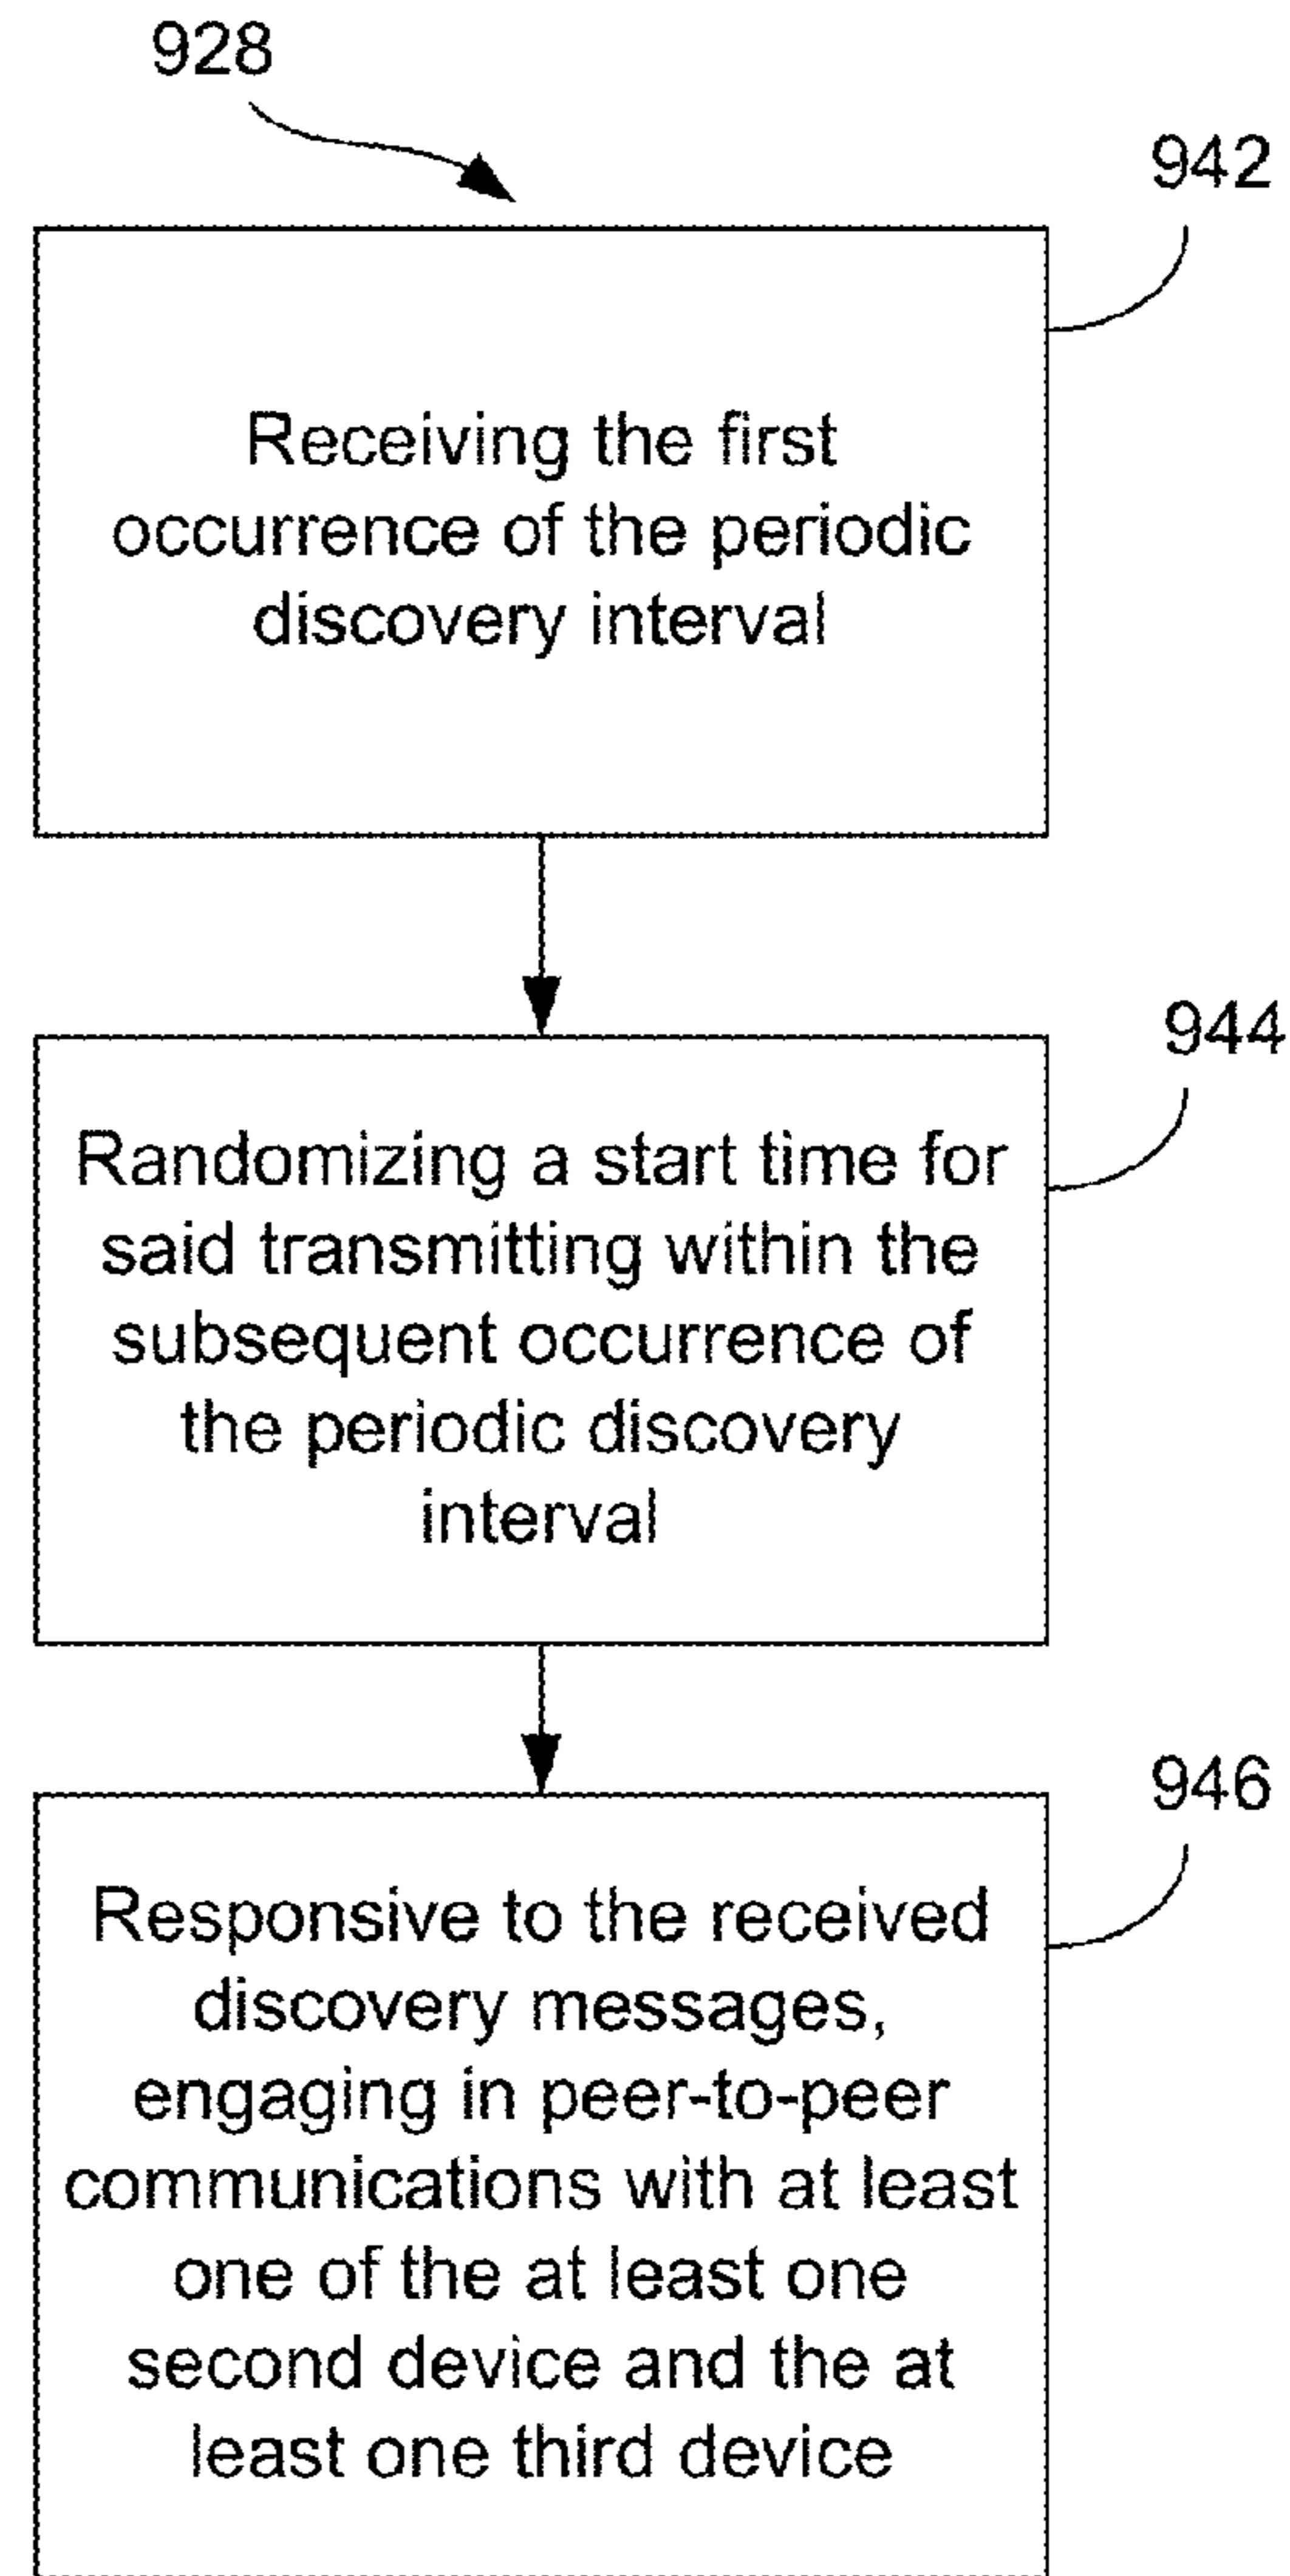 928
942
Receiving the first
occurrence of the periodic
discovery interval
944
Randomizing a start time for
said transmitting within the
subsequent occurrence of
the periodic discovery
interval
946
Responsive to the received
discovery messages,
engaging in peer-to-peer
communications with at least
one of the at least one
second device and the at
least one third device